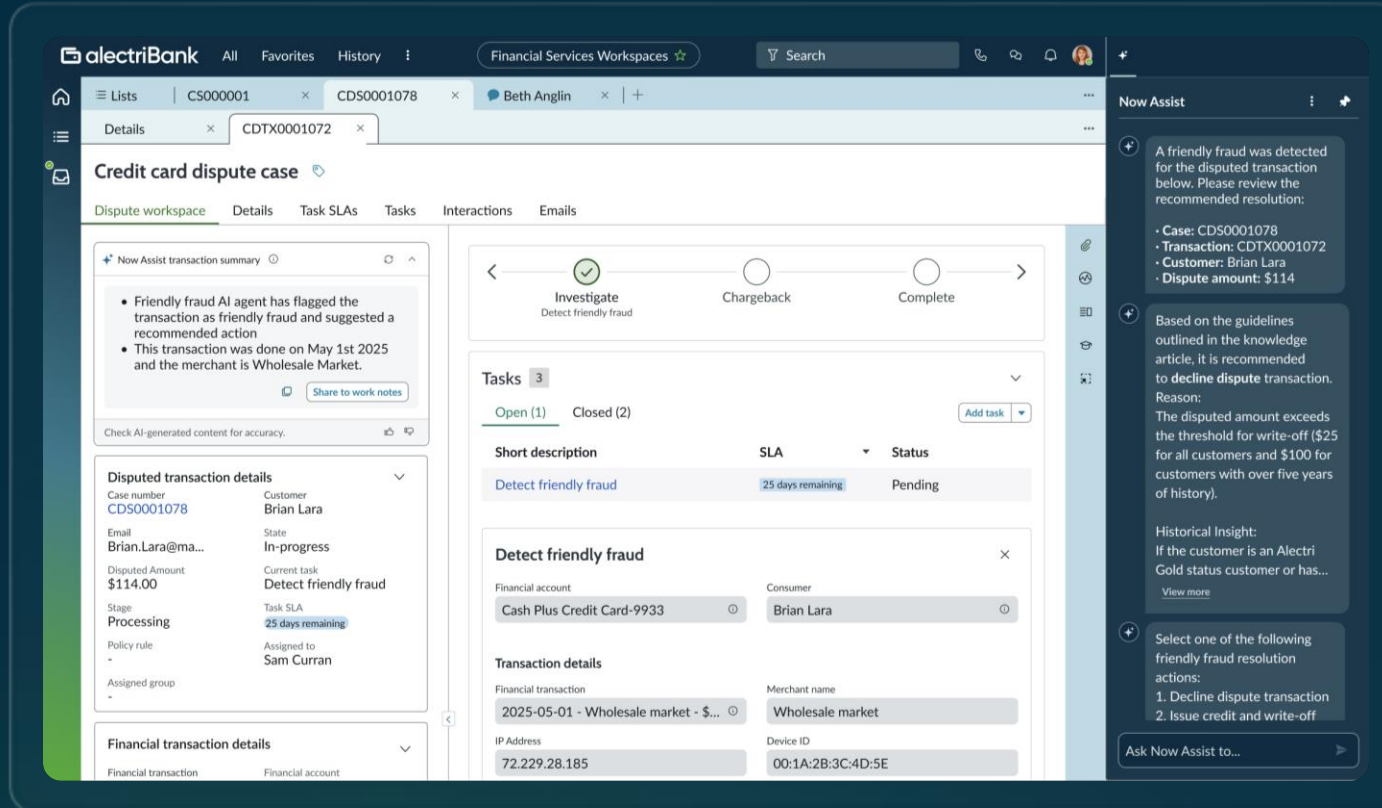 alectriBank
All
Favorites
History
Financial Services Workspaces
Search
Lists
CS000001
CDS0001078
Beth Anglin
Details
CDTX0001072
Credit card dispute case
Dispute workspace
Details
Task SLAs
Tasks
Interactions
Emails
Now Assist transaction summary
• Friendly fraud AI agent has flagged the
transaction as friendly fraud and suggested a
recommended action
• This transaction was done on May 1st 2025
and the merchant is Wholesale Market.
Share to work notes
Check AI-generated content for accuracy.
Disputed transaction details
Case number
CDS0001078
Customer
Brian Lara
Email
Brian.Lara@ma...
State
In-progress
Disputed Amount
$114.00
Current task
Detect friendly fraud
Stage
Processing
Task SLA
25 days remaining
Policy rule
-
Assigned to
Sam Curran
Assigned group
-
Financial transaction details
Financial transaction
Financial account
Investigate
Detect friendly fraud
Chargeback
Complete
Tasks 3
Open (1)
Closed (2)
Add task
Short description
SLA
Status
Detect friendly fraud
25 days remaining
Pending
Detect friendly fraud
Financial account
Cash Plus Credit Card-9933
Consumer
Brian Lara
Transaction details
Financial transaction
2025-05-01 - Wholesale market - $...
Merchant name
Wholesale market
IP Address
72.229.28.185
Device ID
00:1A:2B:3C:4D:5E
Now Assist
A friendly fraud was detected
for the disputed transaction
below. Please review the
recommended resolution:
· Case: CDS0001078
· Transaction: CDTX0001072
· Customer: Brian Lara
· Dispute amount: $114
Based on the guidelines
outlined in the knowledge
article, it is recommended
to decline dispute transaction.
Reason:
The disputed amount exceeds
the threshold for write-off ($25
for all customers and $100 for
customers with over five years
of history).
Historical Insight:
If the customer is an Alectri
Gold status customer or has...
View more
Select one of the following
friendly fraud resolution
actions:
1. Decline dispute transaction
2. Issue credit and write-off
Ask Now Assist to...